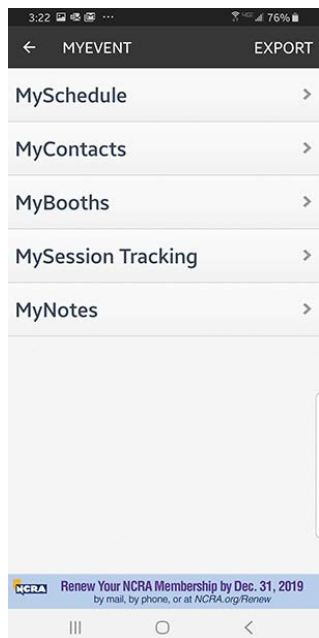 3:22 ... 76%
← MYEVENT EXPORT
MySchedule >
MyContacts >
MyBooths >
MySession Tracking >
MyNotes >
NCRA Renew Your NCRA Membership by Dec. 31, 2019
by mail, by phone, or at NCRA.org/Renew